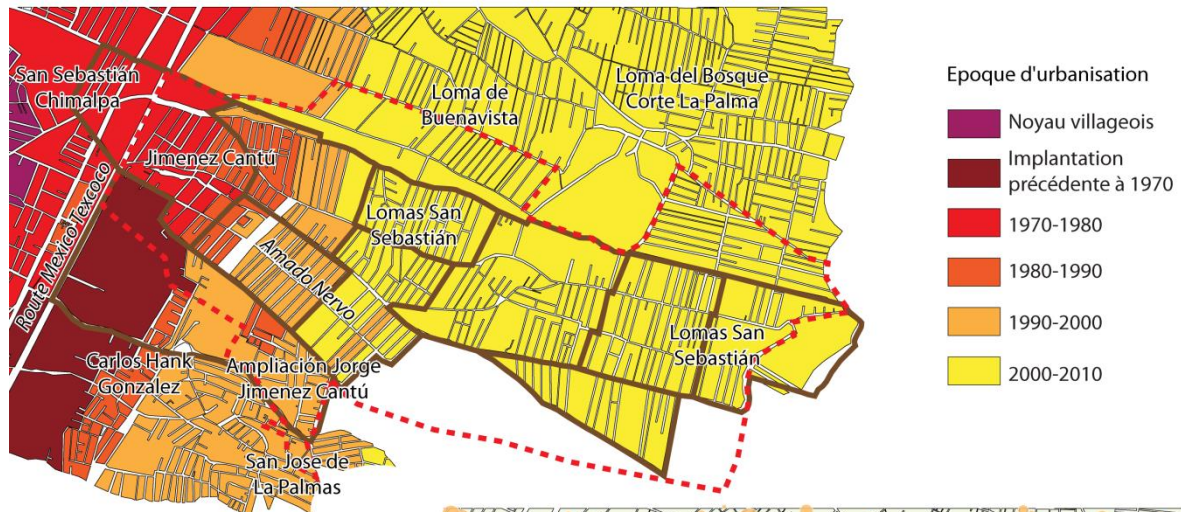 San Sebastián
Chimalpa
Jimenez Cantú
Route Mexico-Texcoco
Loma de
Buenavista
Loma del Bosque
Corte La Palma
Lomas San
Sebastián
Amado Nervo
Lomas San
Sebastián
Carlos Hank
Gonzalez
Ampliación Jorge
Jimenez Cantú
San Jose de
La Palmas
Epoque d'urbanisation
Noyau villageois
Implantation
précédente à 1970
1970-1980
1980-1990
1990-2000
2000-2010